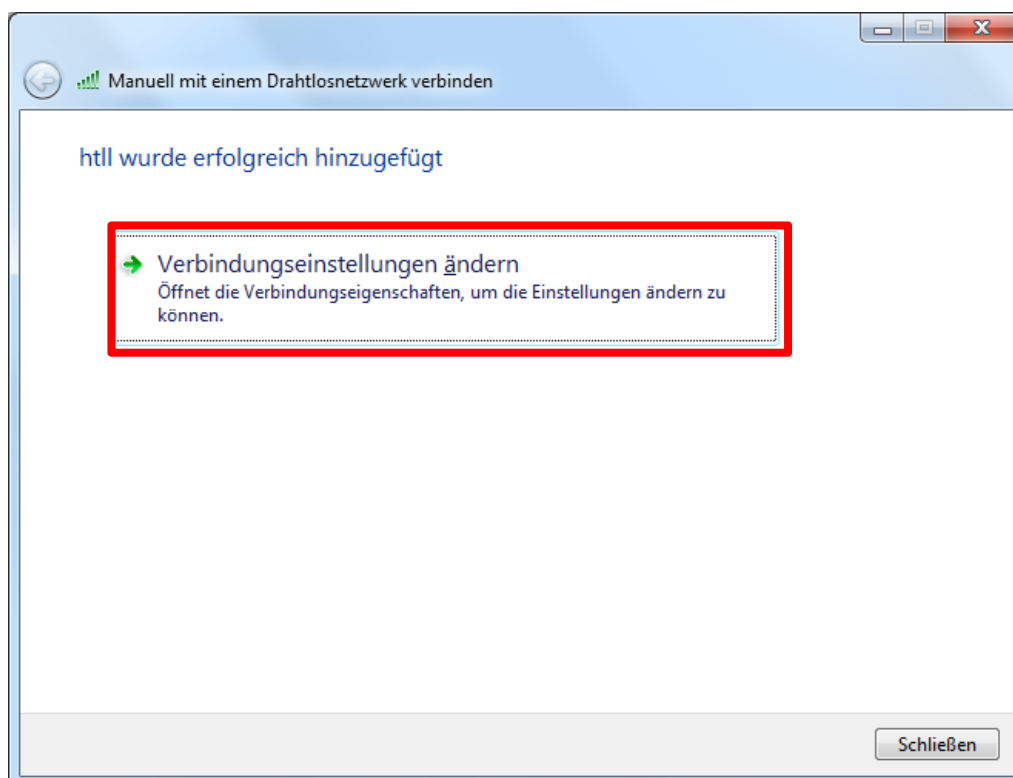 Manuell mit einem Drahtlosnetzwerk verbinden
htll wurde erfolgreich hinzugefügt
Verbindungseinstellungen ändern
Öffnet die Verbindungseigenschaften, um die Einstellungen ändern zu
können.
Schließen